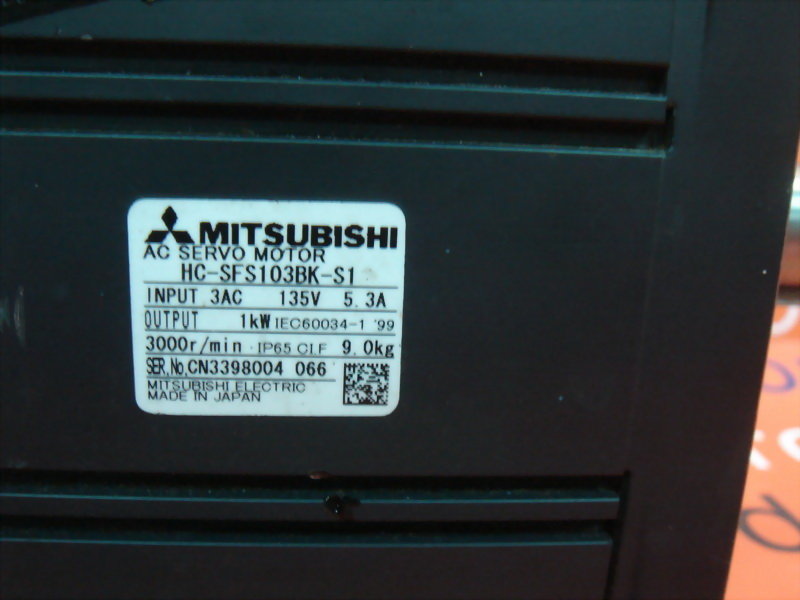 MITSUBISHI
AC SERVO MOTOR
HC-SFS103BK-S1
INPUT 3AC 135V 5.3A
OUTPUT 1kW IEC60034-1 '99
3000r/min IP65 CI.F 9.0kg
SER.No.CN3398004 066
MITSUBISHI ELECTRIC
MADE IN JAPAN